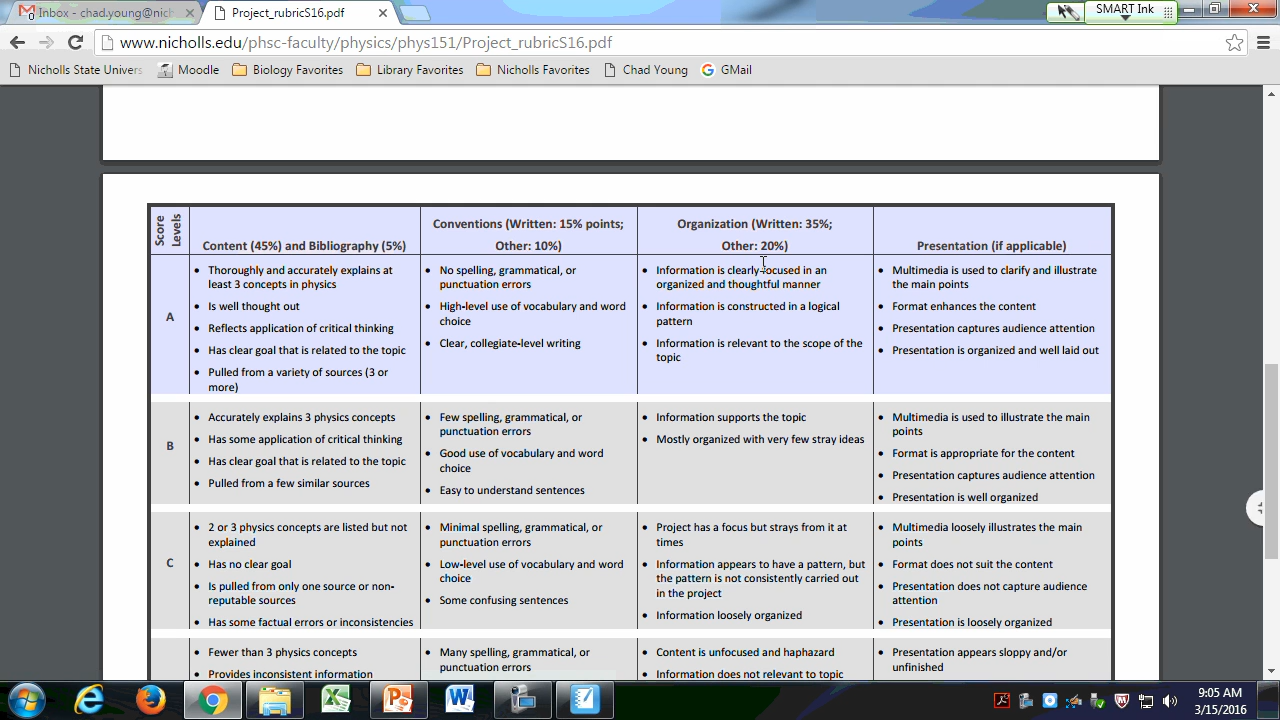 Inbox - chad.young@nich
Project_rubricS16.pdf
SMART Ink
www.nicholls.edu/phsc-faculty/physics/phys151/Project_rubricS16.pdf
Nicholls State Univers
Moodle
Biology Favorites
Library Favorites
Nicholls Favorites
Chad Young
GMail
Score
Levels
Content (45%) and Bibliography (5%)
Conventions (Written: 15% points;
Other: 10%)
Organization (Written: 35%;
Other: 20%)
Presentation (if applicable)
A
• Thoroughly and accurately explains at
least 3 concepts in physics
• Is well thought out
• Reflects application of critical thinking
• Has clear goal that is related to the topic
• Pulled from a variety of sources (3 or
more)
• No spelling, grammatical, or
punctuation errors
• High-level use of vocabulary and word
choice
• Clear, collegiate-level writing
• Information is clearly focused in an
organized and thoughtful manner
• Information is constructed in a logical
pattern
• Information is relevant to the scope of the
topic
• Multimedia is used to clarify and illustrate
the main points
• Format enhances the content
• Presentation captures audience attention
• Presentation is organized and well laid out
B
• Accurately explains 3 physics concepts
• Has some application of critical thinking
• Has clear goal that is related to the topic
• Pulled from a few similar sources
• Few spelling, grammatical, or
punctuation errors
• Good use of vocabulary and word
choice
• Easy to understand sentences
• Information supports the topic
• Mostly organized with very few stray ideas
• Multimedia is used to illustrate the main
points
• Format is appropriate for the content
• Presentation captures audience attention
• Presentation is well organized
C
• 2 or 3 physics concepts are listed but not
explained
• Has no clear goal
• Is pulled from only one source or non-
reputable sources
• Has some factual errors or inconsistencies
• Minimal spelling, grammatical, or
punctuation errors
• Low-level use of vocabulary and word
choice
• Some confusing sentences
• Project has a focus but strays from it at
times
• Information appears to have a pattern, but
the pattern is not consistently carried out
in the project
• Information loosely organized
• Multimedia loosely illustrates the main
points
• Format does not suit the content
• Presentation does not capture audience
attention
• Presentation is loosely organized
• Fewer than 3 physics concepts
• Provides inconsistent information
• Many spelling, grammatical, or
punctuation errors
• Content is unfocused and haphazard
• Information does not relevant to topic
• Presentation appears sloppy and/or
unfinished
9:05 AM
3/15/2016